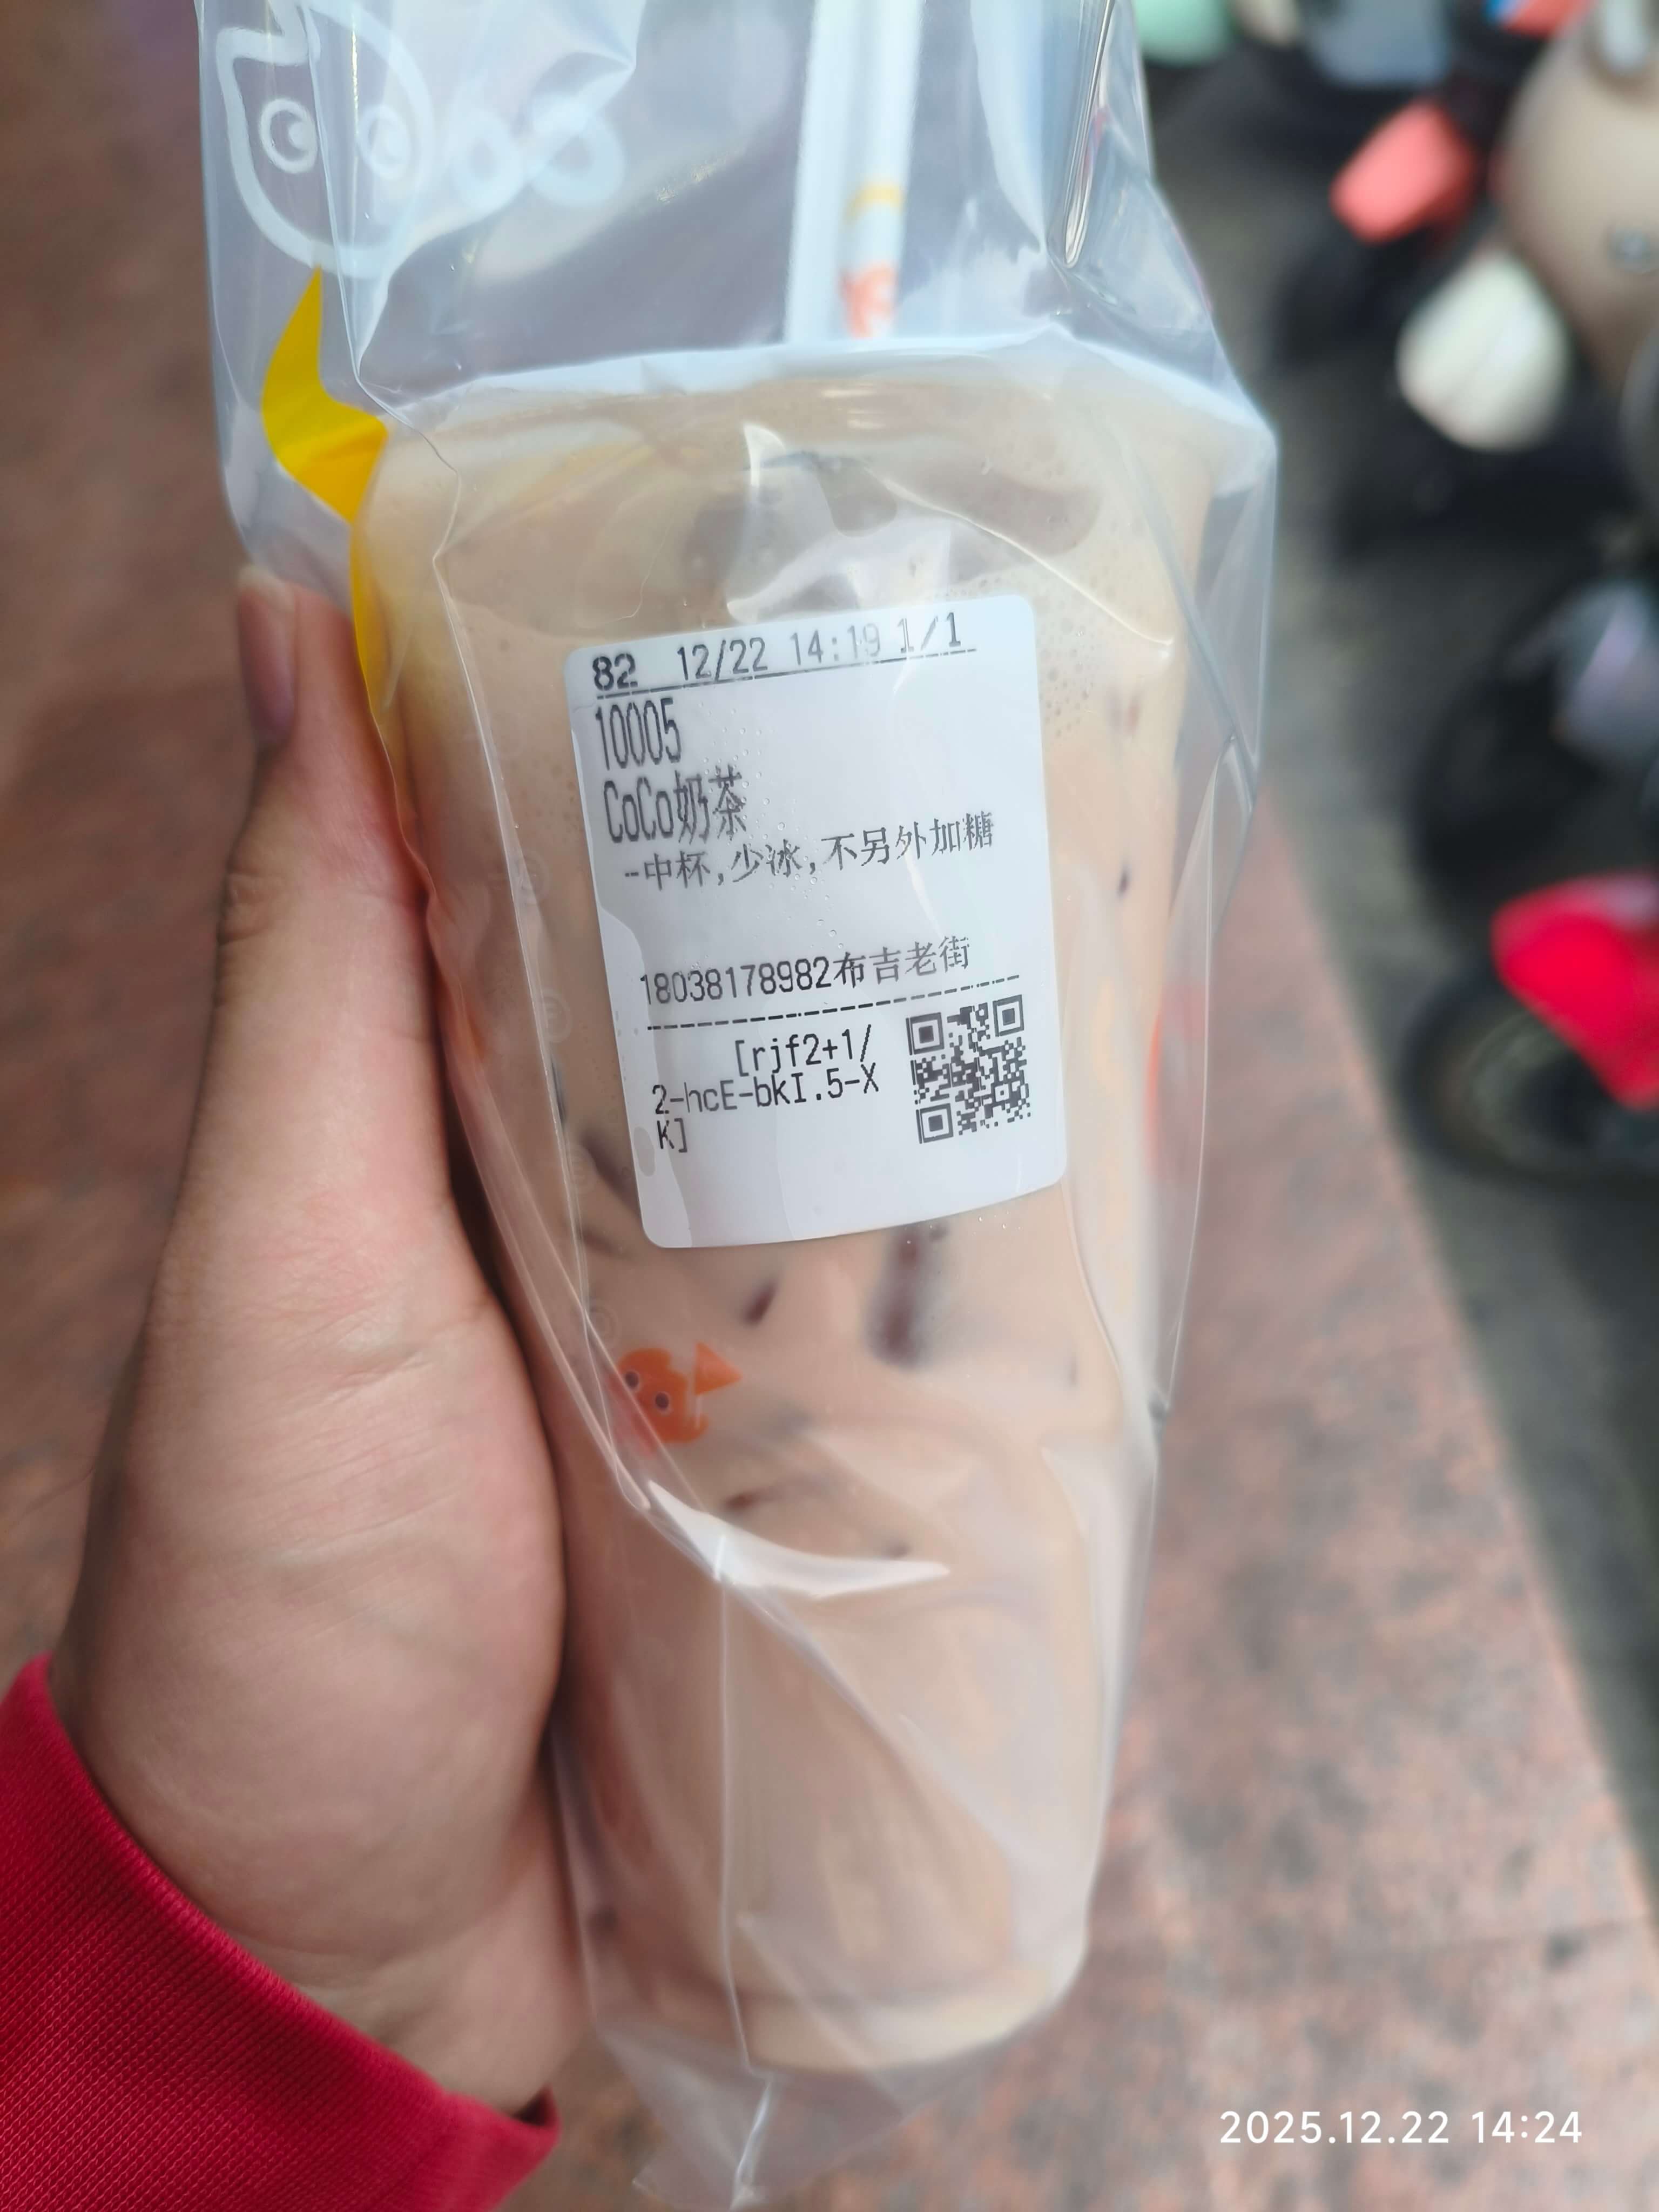 82 12/22 14:19 1/1
10005
CoCo奶茶
-中杯,少冰,不另外加糖
18038178982布吉老街
[rjf2+1/
2-hcE-bkI.5-X
K]
2025.12.22 14:24